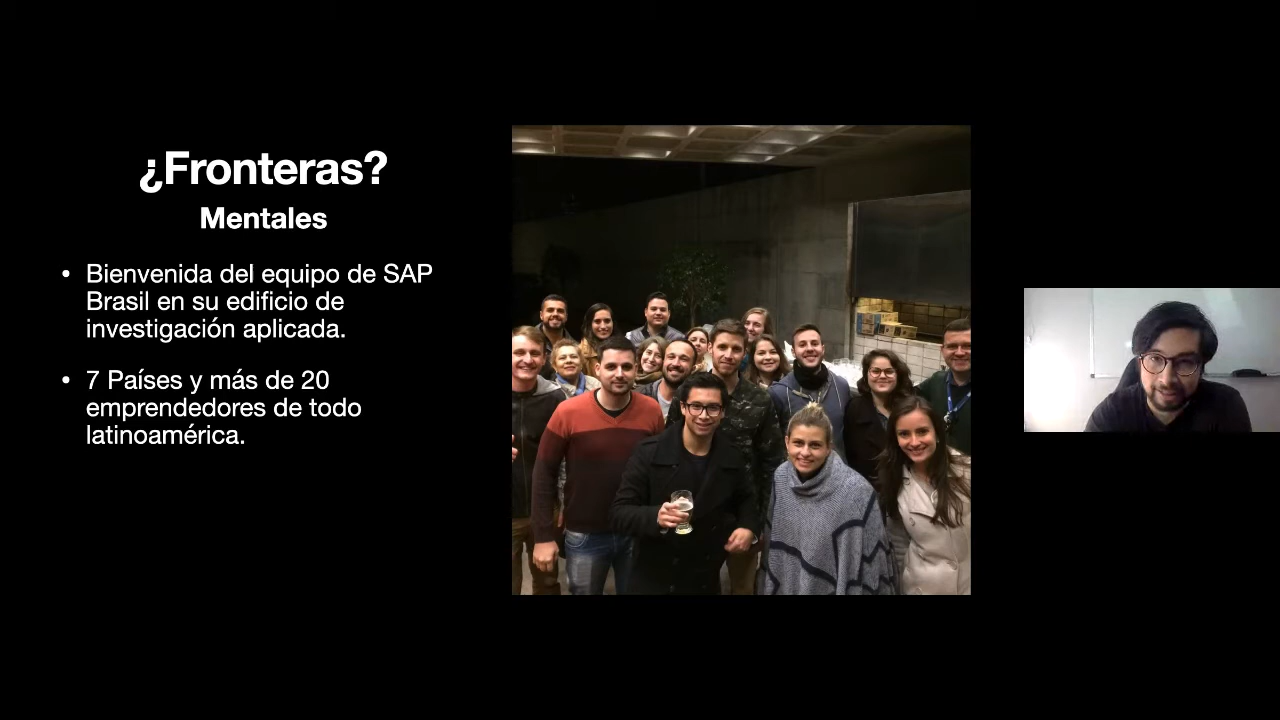 ¿Fronteras?
Mentales
• Bienvenida del equipo de SAP
Brasil en su edificio de
investigación aplicada.
• 7 Países y más de 20
emprendedores de todo
latinoamérica.